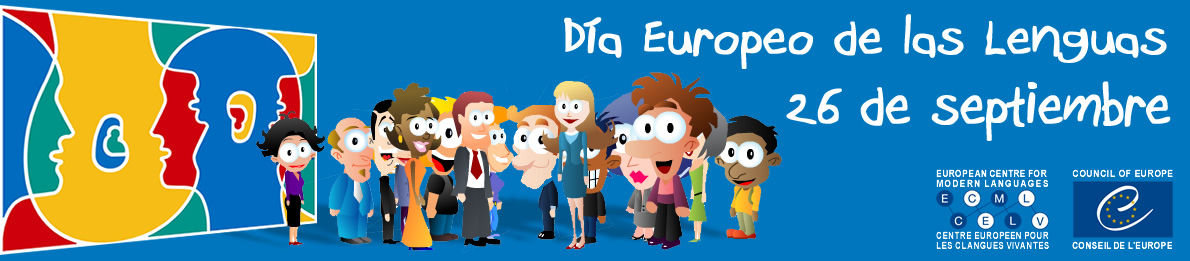 Día Europeo de las Lenguas
26 de septiembre
EUROPEAN CENTRE FOR
MODERN LANGUAGES
E C M L
C E L V
CENTRE EUROPEEN POUR
LES CLANGUES VIVANTES
COUNCIL OF EUROPE
CONSEIL DE L'EUROPE